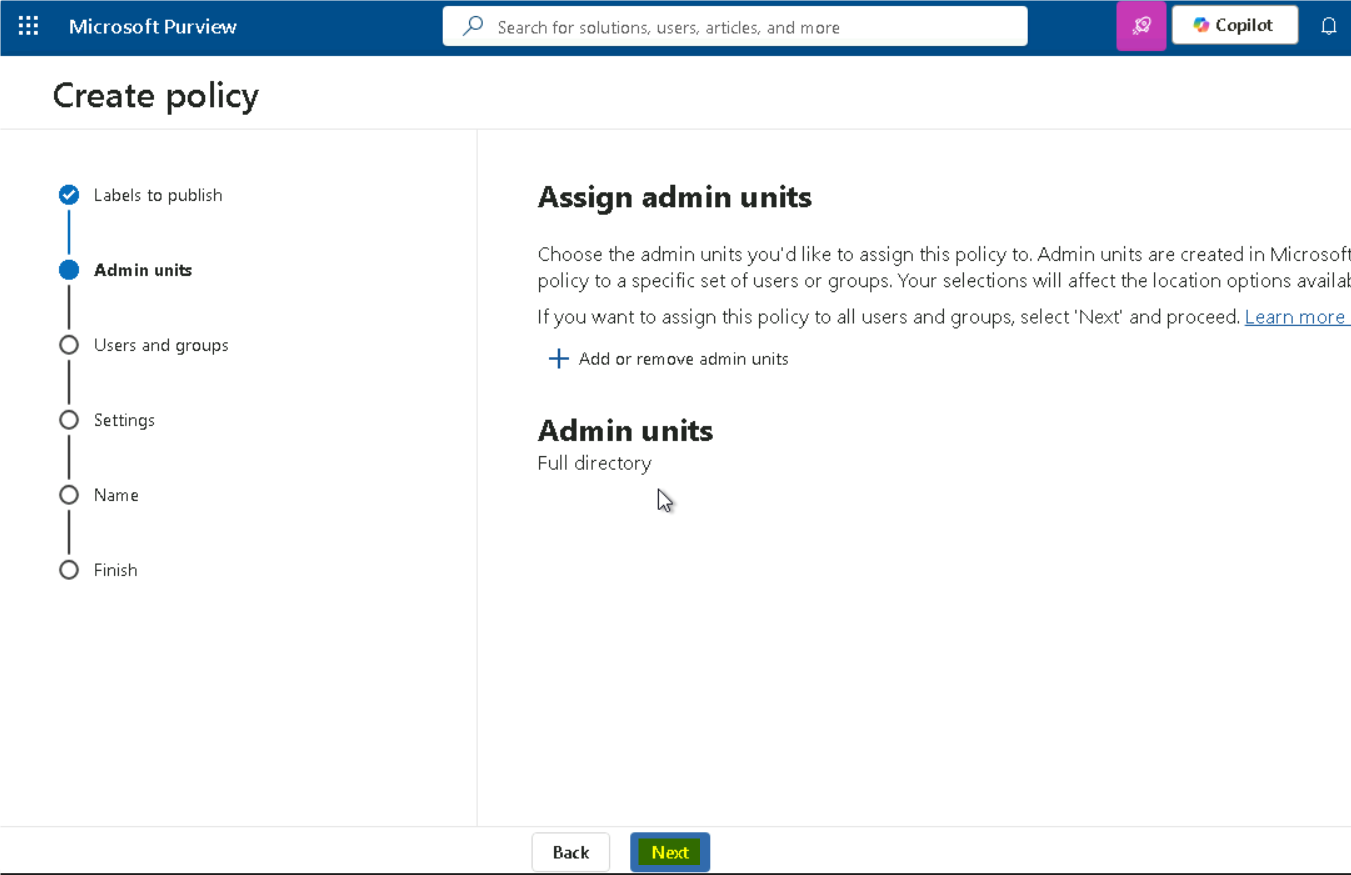 Microsoft Purview
Search for solutions, users, articles, and more
Copilot
Create policy
Labels to publish
Admin units
Users and groups
Settings
Name
Finish
Assign admin units
Choose the admin units you'd like to assign this policy to. Admin units are created in Microsoft
policy to a specific set of users or groups. Your selections will affect the location options
If you want to assign this policy to all users and groups, select 'Next' and proceed. Learn more
Add or remove admin units
Admin units
Full directory
Back
Next